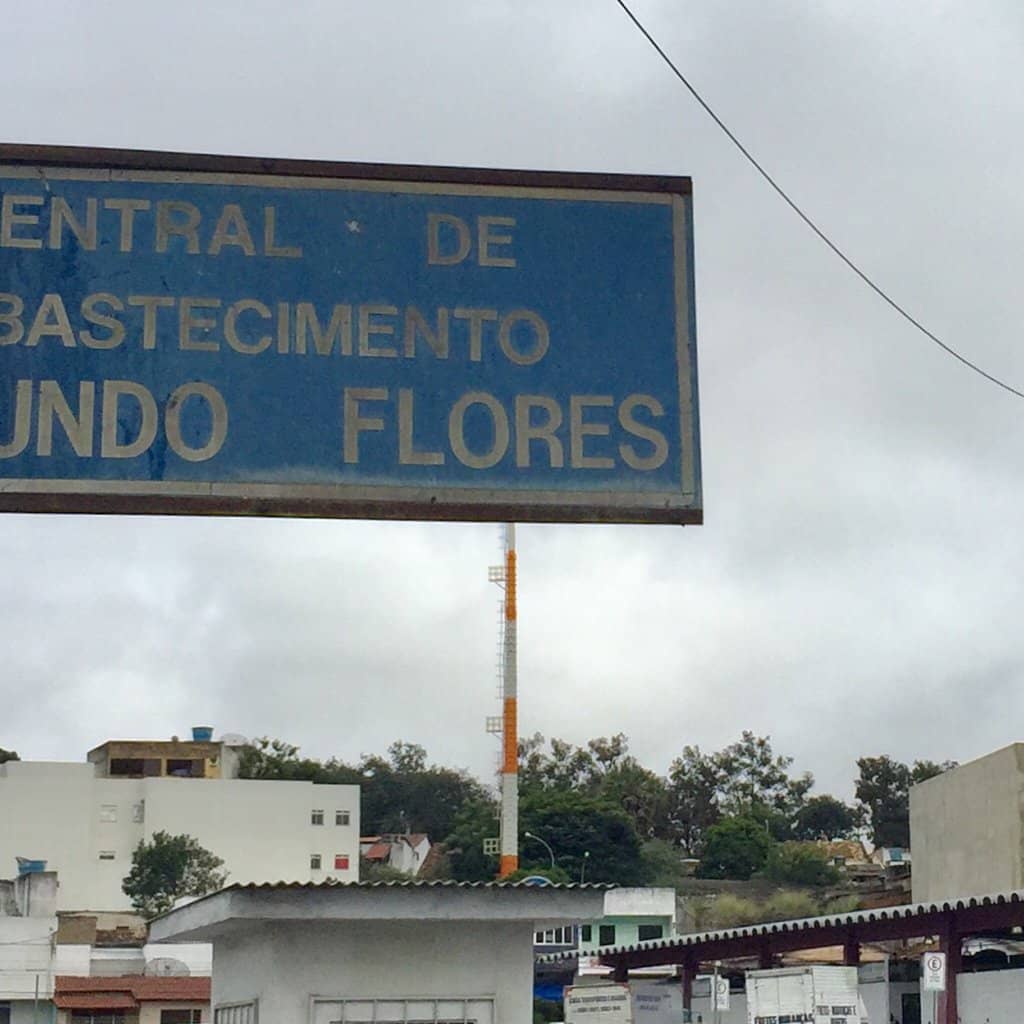 ENTRAL DE
BASTECIMENTO
UNDO FLORES
E
E